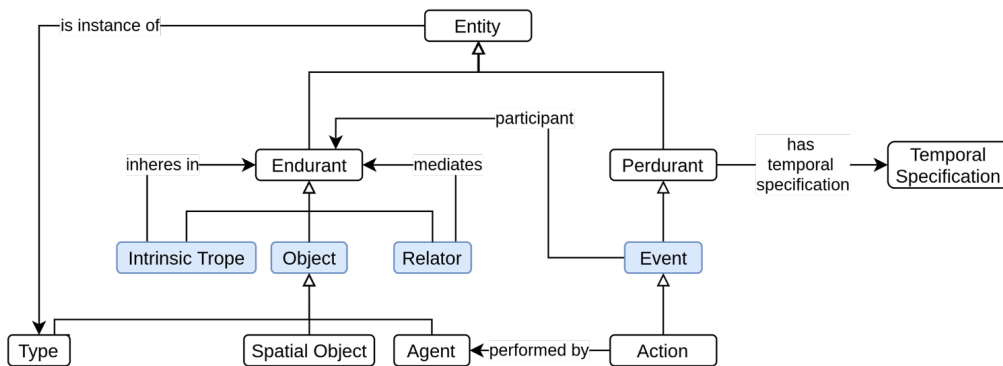 is instance of
Entity
participant
inheres in
Endurant
mediates
Perdurant
has
temporal
specification
Temporal
Specification
Intrinsic Trope
Object
Relator
Event
Type
Spatial Object
Agent
performed by
Action